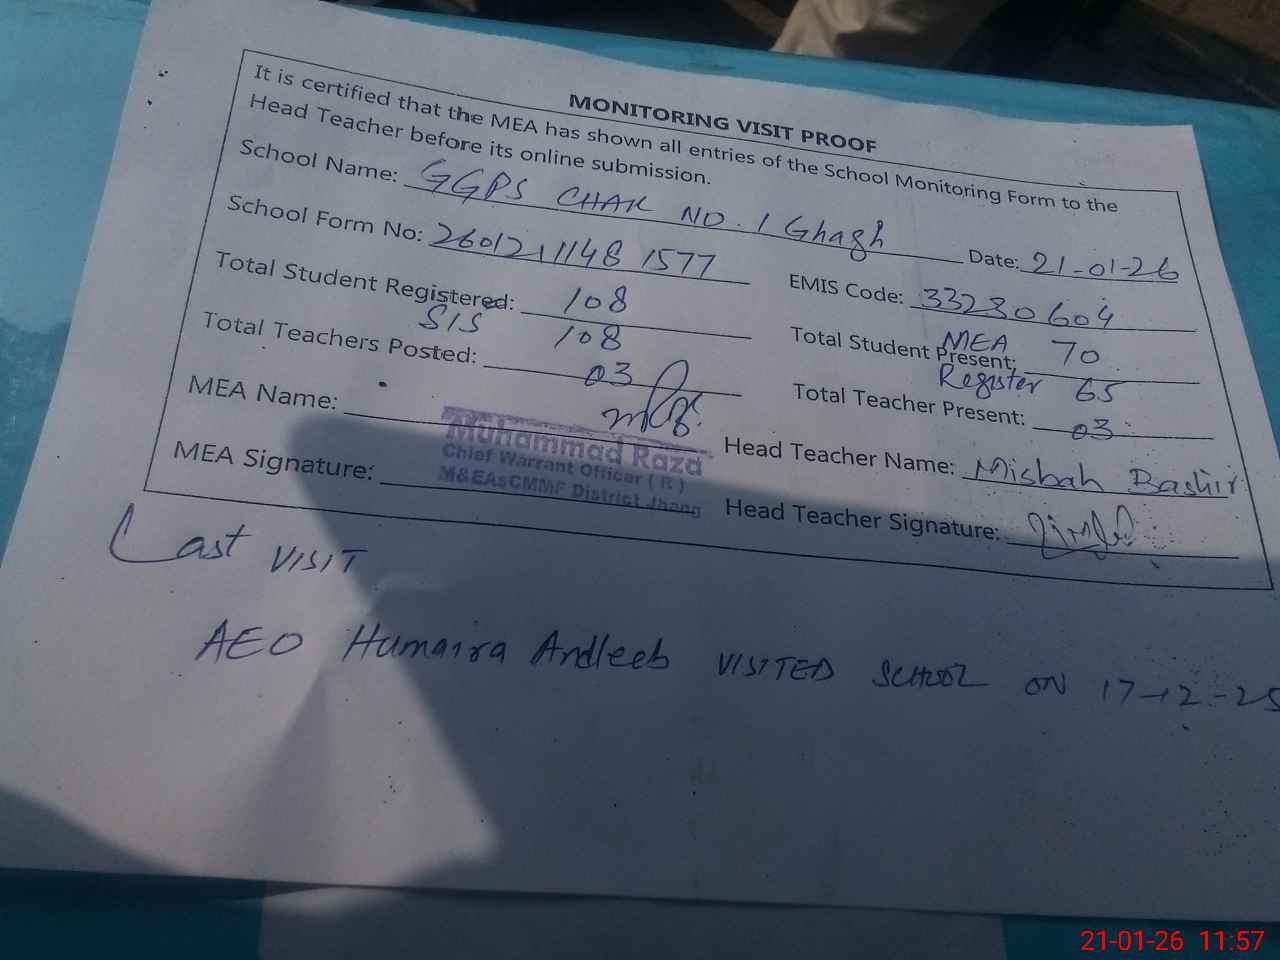 MONITORING VISIT PROOF
It is certified that the MEA has shown all entries of the School Monitoring Form to the
Head Teacher before its online submission.
School Name: GGPS CHAK NO. 1 Ghagh Date: 21-01-26
School Form No: 26012111481577 EMIS Code: 33230604
Total Student Registered: 108 Total Student Present: MEA 70
SIS 108 Register 65
Total Teachers Posted: 03 Total Teacher Present: 03
MEA Name: Head Teacher Name: Misbah Bashir
Muhammad Raza
Chief Warrant Officer ( R )
M&EAsCMMF District Jhang
MEA Signature: Head Teacher Signature:
Last VISIT
AEO Humaira Andleeb VISITED SCHOOL ON 17-12-25
21-01-26 11:57